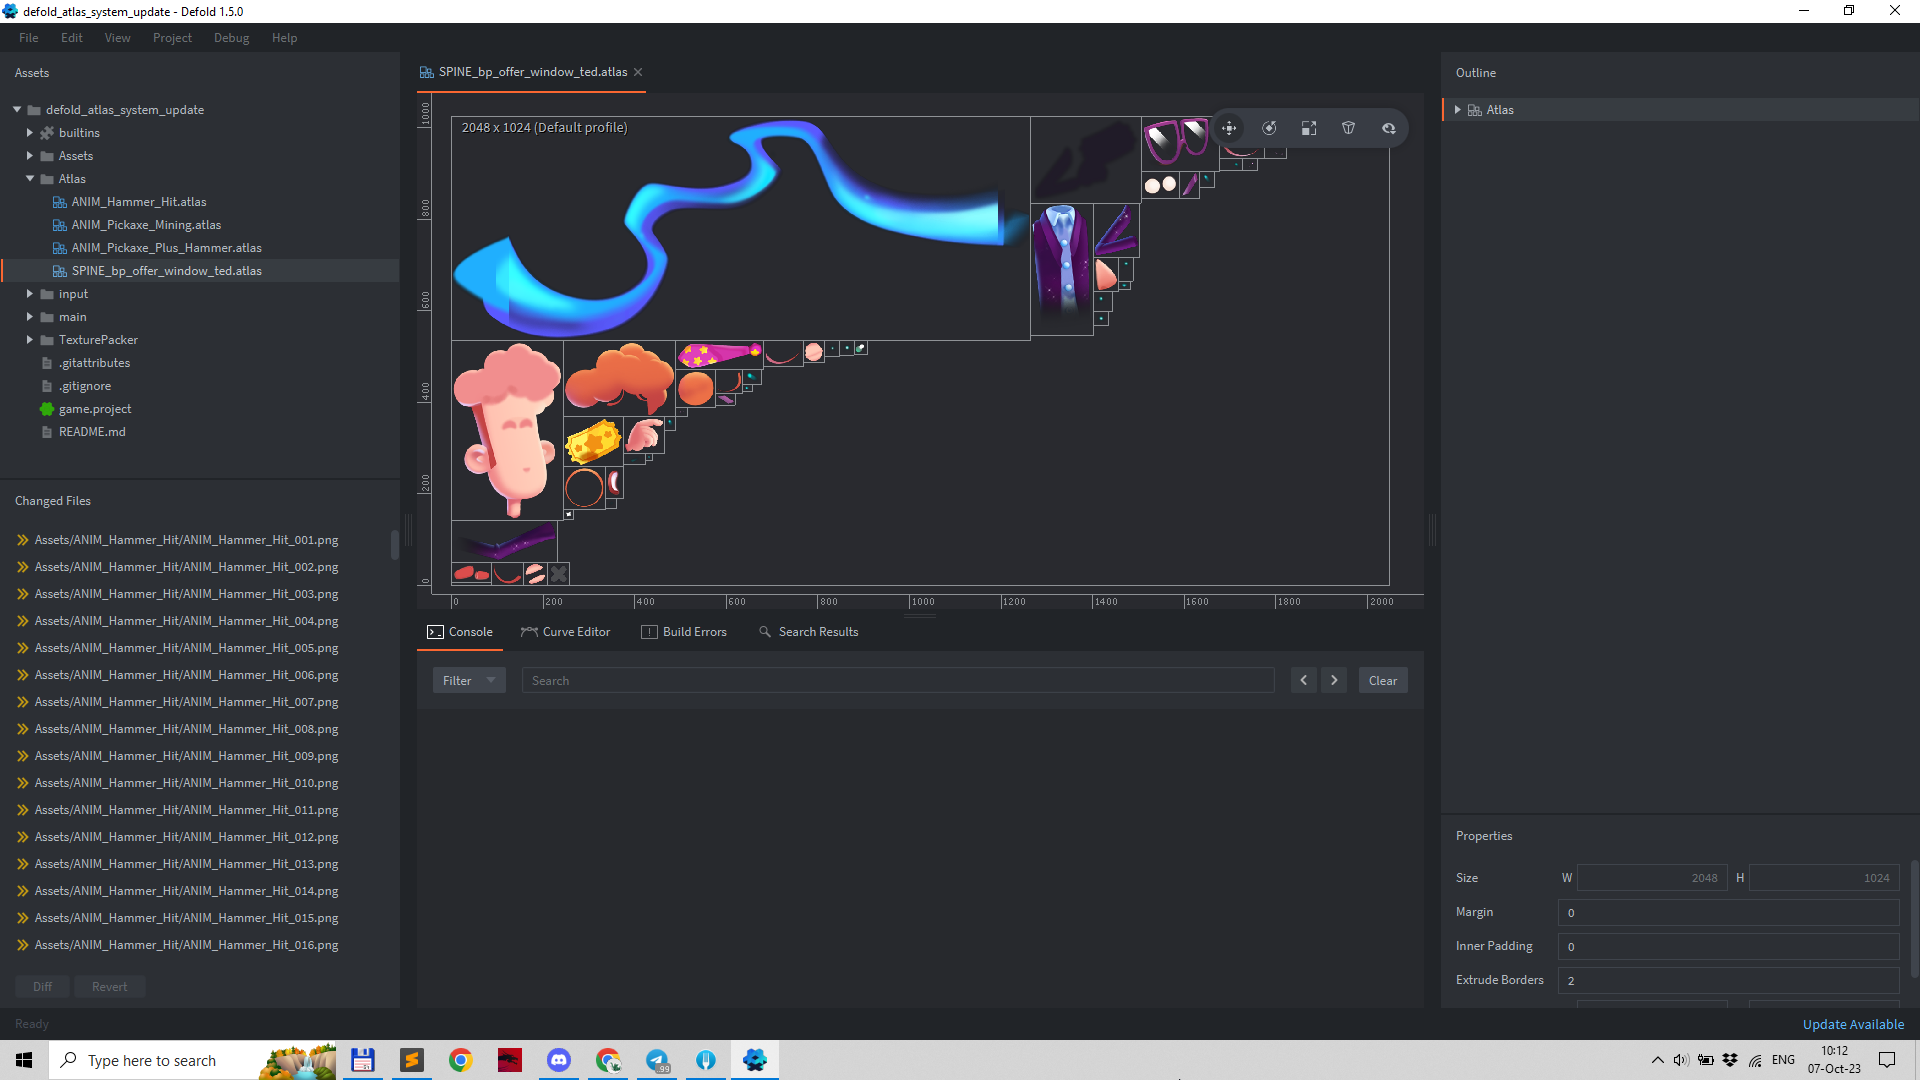 defold_atlas_system_update - Defold 1.5.0
File Edit View Project Debug Help
Assets
defold_atlas_system_update
builtins
Assets
Atlas
ANIM_Hammer_Hit.atlas
ANIM_Pickaxe_Mining.atlas
ANIM_Pickaxe_Plus_Hammer.atlas
SPINE_bp_offer_window_ted.atlas
input
main
TexturePacker
.gitattributes
.gitignore
game.project
README.md
Changed Files
Assets/ANIM_Hammer_Hit/ANIM_Hammer_Hit_001.png
Assets/ANIM_Hammer_Hit/ANIM_Hammer_Hit_002.png
Assets/ANIM_Hammer_Hit/ANIM_Hammer_Hit_003.png
Assets/ANIM_Hammer_Hit/ANIM_Hammer_Hit_004.png
Assets/ANIM_Hammer_Hit/ANIM_Hammer_Hit_005.png
Assets/ANIM_Hammer_Hit/ANIM_Hammer_Hit_006.png
Assets/ANIM_Hammer_Hit/ANIM_Hammer_Hit_007.png
Assets/ANIM_Hammer_Hit/ANIM_Hammer_Hit_008.png
Assets/ANIM_Hammer_Hit/ANIM_Hammer_Hit_009.png
Assets/ANIM_Hammer_Hit/ANIM_Hammer_Hit_010.png
Assets/ANIM_Hammer_Hit/ANIM_Hammer_Hit_011.png
Assets/ANIM_Hammer_Hit/ANIM_Hammer_Hit_012.png
Assets/ANIM_Hammer_Hit/ANIM_Hammer_Hit_013.png
Assets/ANIM_Hammer_Hit/ANIM_Hammer_Hit_014.png
Assets/ANIM_Hammer_Hit/ANIM_Hammer_Hit_015.png
Assets/ANIM_Hammer_Hit/ANIM_Hammer_Hit_016.png
Diff Revert
Ready
SPINE_bp_offer_window_ted.atlas
2048 x 1024 (Default profile)
1000
800
600
400
200
0
0 200 400 600 800 1000 1200 1400 1600 1800 2000
Console Curve Editor Build Errors Search Results
Filter Search Clear
Outline
Atlas
Properties
Size W 2048 H 1024
Margin 0
Inner Padding 0
Extrude Borders 2
Update Available
Type here to search
.99
ENG
10:12
07-Oct-23